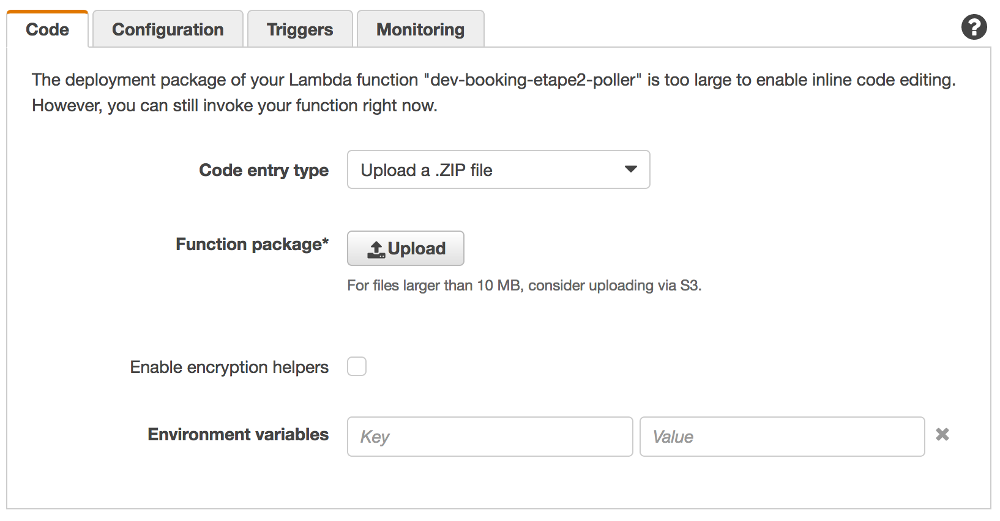 Code Configuration Triggers Monitoring ?
The deployment package of your Lambda function "dev-booking-etape2-poller" is too large to enable inline code editing.
However, you can still invoke your function right now.
Code entry type Upload a .ZIP file
Function package* Upload
For files larger than 10 MB, consider uploading via S3.
Enable encryption helpers
Environment variables Key Value